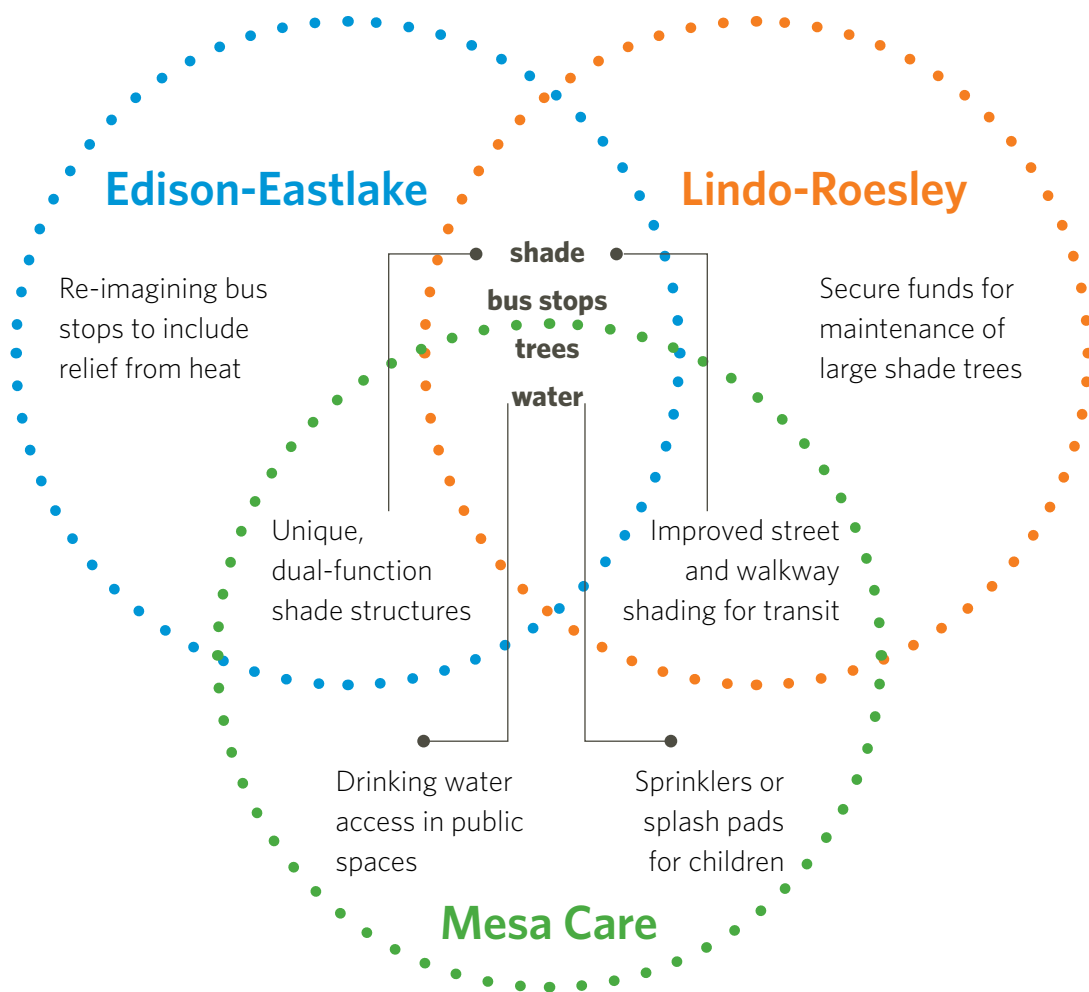 Edison-Eastlake
Lindo-Roesley
shade
bus stops
trees
water
Re-imagining bus
stops to include
relief from heat
Secure funds for
maintenance of
large shade trees
Unique,
dual-function
shade structures
Improved street
and walkway
shading for transit
Drinking water
access in public
spaces
Sprinklers or
splash pads
for children
Mesa Care